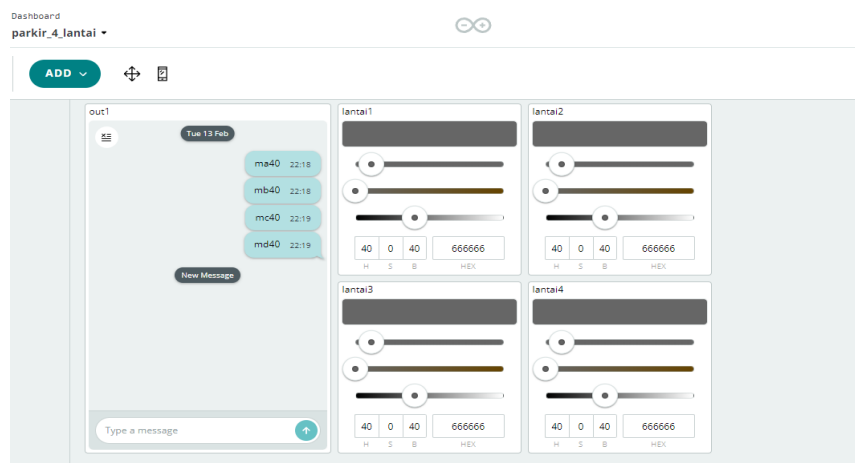 Dashboard
parkir_4_lantai
ADD
out1
Tue 13 Feb
ma40 22:18
mb40 22:18
mc40 22:19
md40 22:19
New Message
Type a message
lantai1
40 0 40 666666
H S B HEX
lantai2
40 0 40 666666
H S B HEX
lantai3
40 0 40 666666
H S B HEX
lantai4
40 0 40 666666
H S B HEX